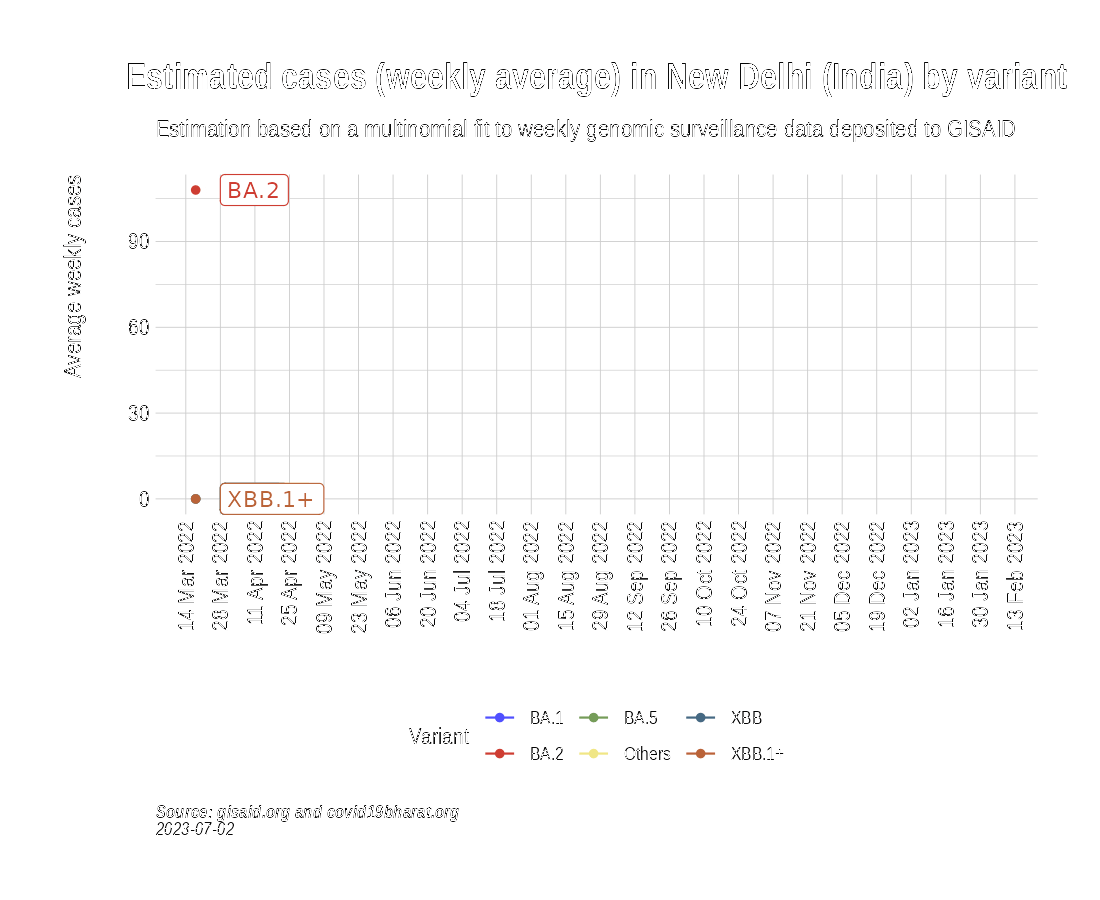 Estimated cases (weekly average) in New Delhi (India) by variant
Estimation based on a multinomial fit to weekly genomic surveillance data deposited to GISAID
Average weekly cases
90
60
30
0
BA.2
XBB.1+
14 Mar 2022
28 Mar 2022
11 Apr 2022
25 Apr 2022
09 May 2022
23 May 2022
06 Jun 2022
20 Jun 2022
04 Jul 2022
18 Jul 2022
01 Aug 2022
15 Aug 2022
29 Aug 2022
12 Sep 2022
26 Sep 2022
10 Oct 2022
24 Oct 2022
07 Nov 2022
21 Nov 2022
05 Dec 2022
19 Dec 2022
02 Jan 2023
16 Jan 2023
30 Jan 2023
13 Feb 2023
Variant
BA.1
BA.5
XBB
BA.2
Others
XBB.1+
Source: gisaid.org and covid19bharat.org
2023-07-02